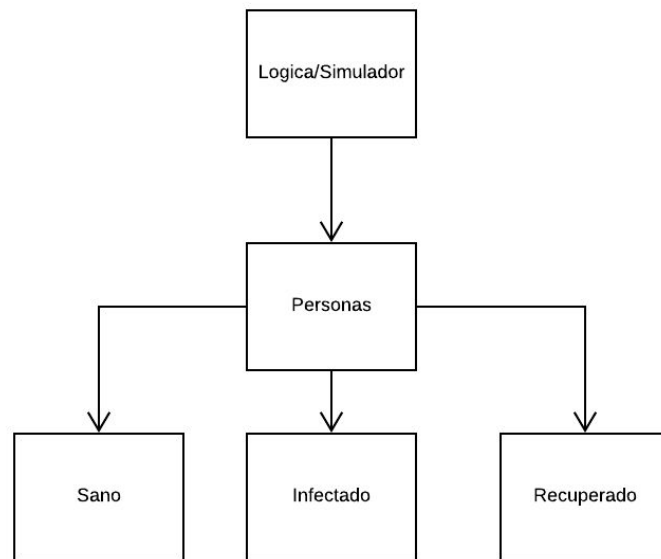 Logica/Simulador
Personas
Sano
Infectado
Recuperado